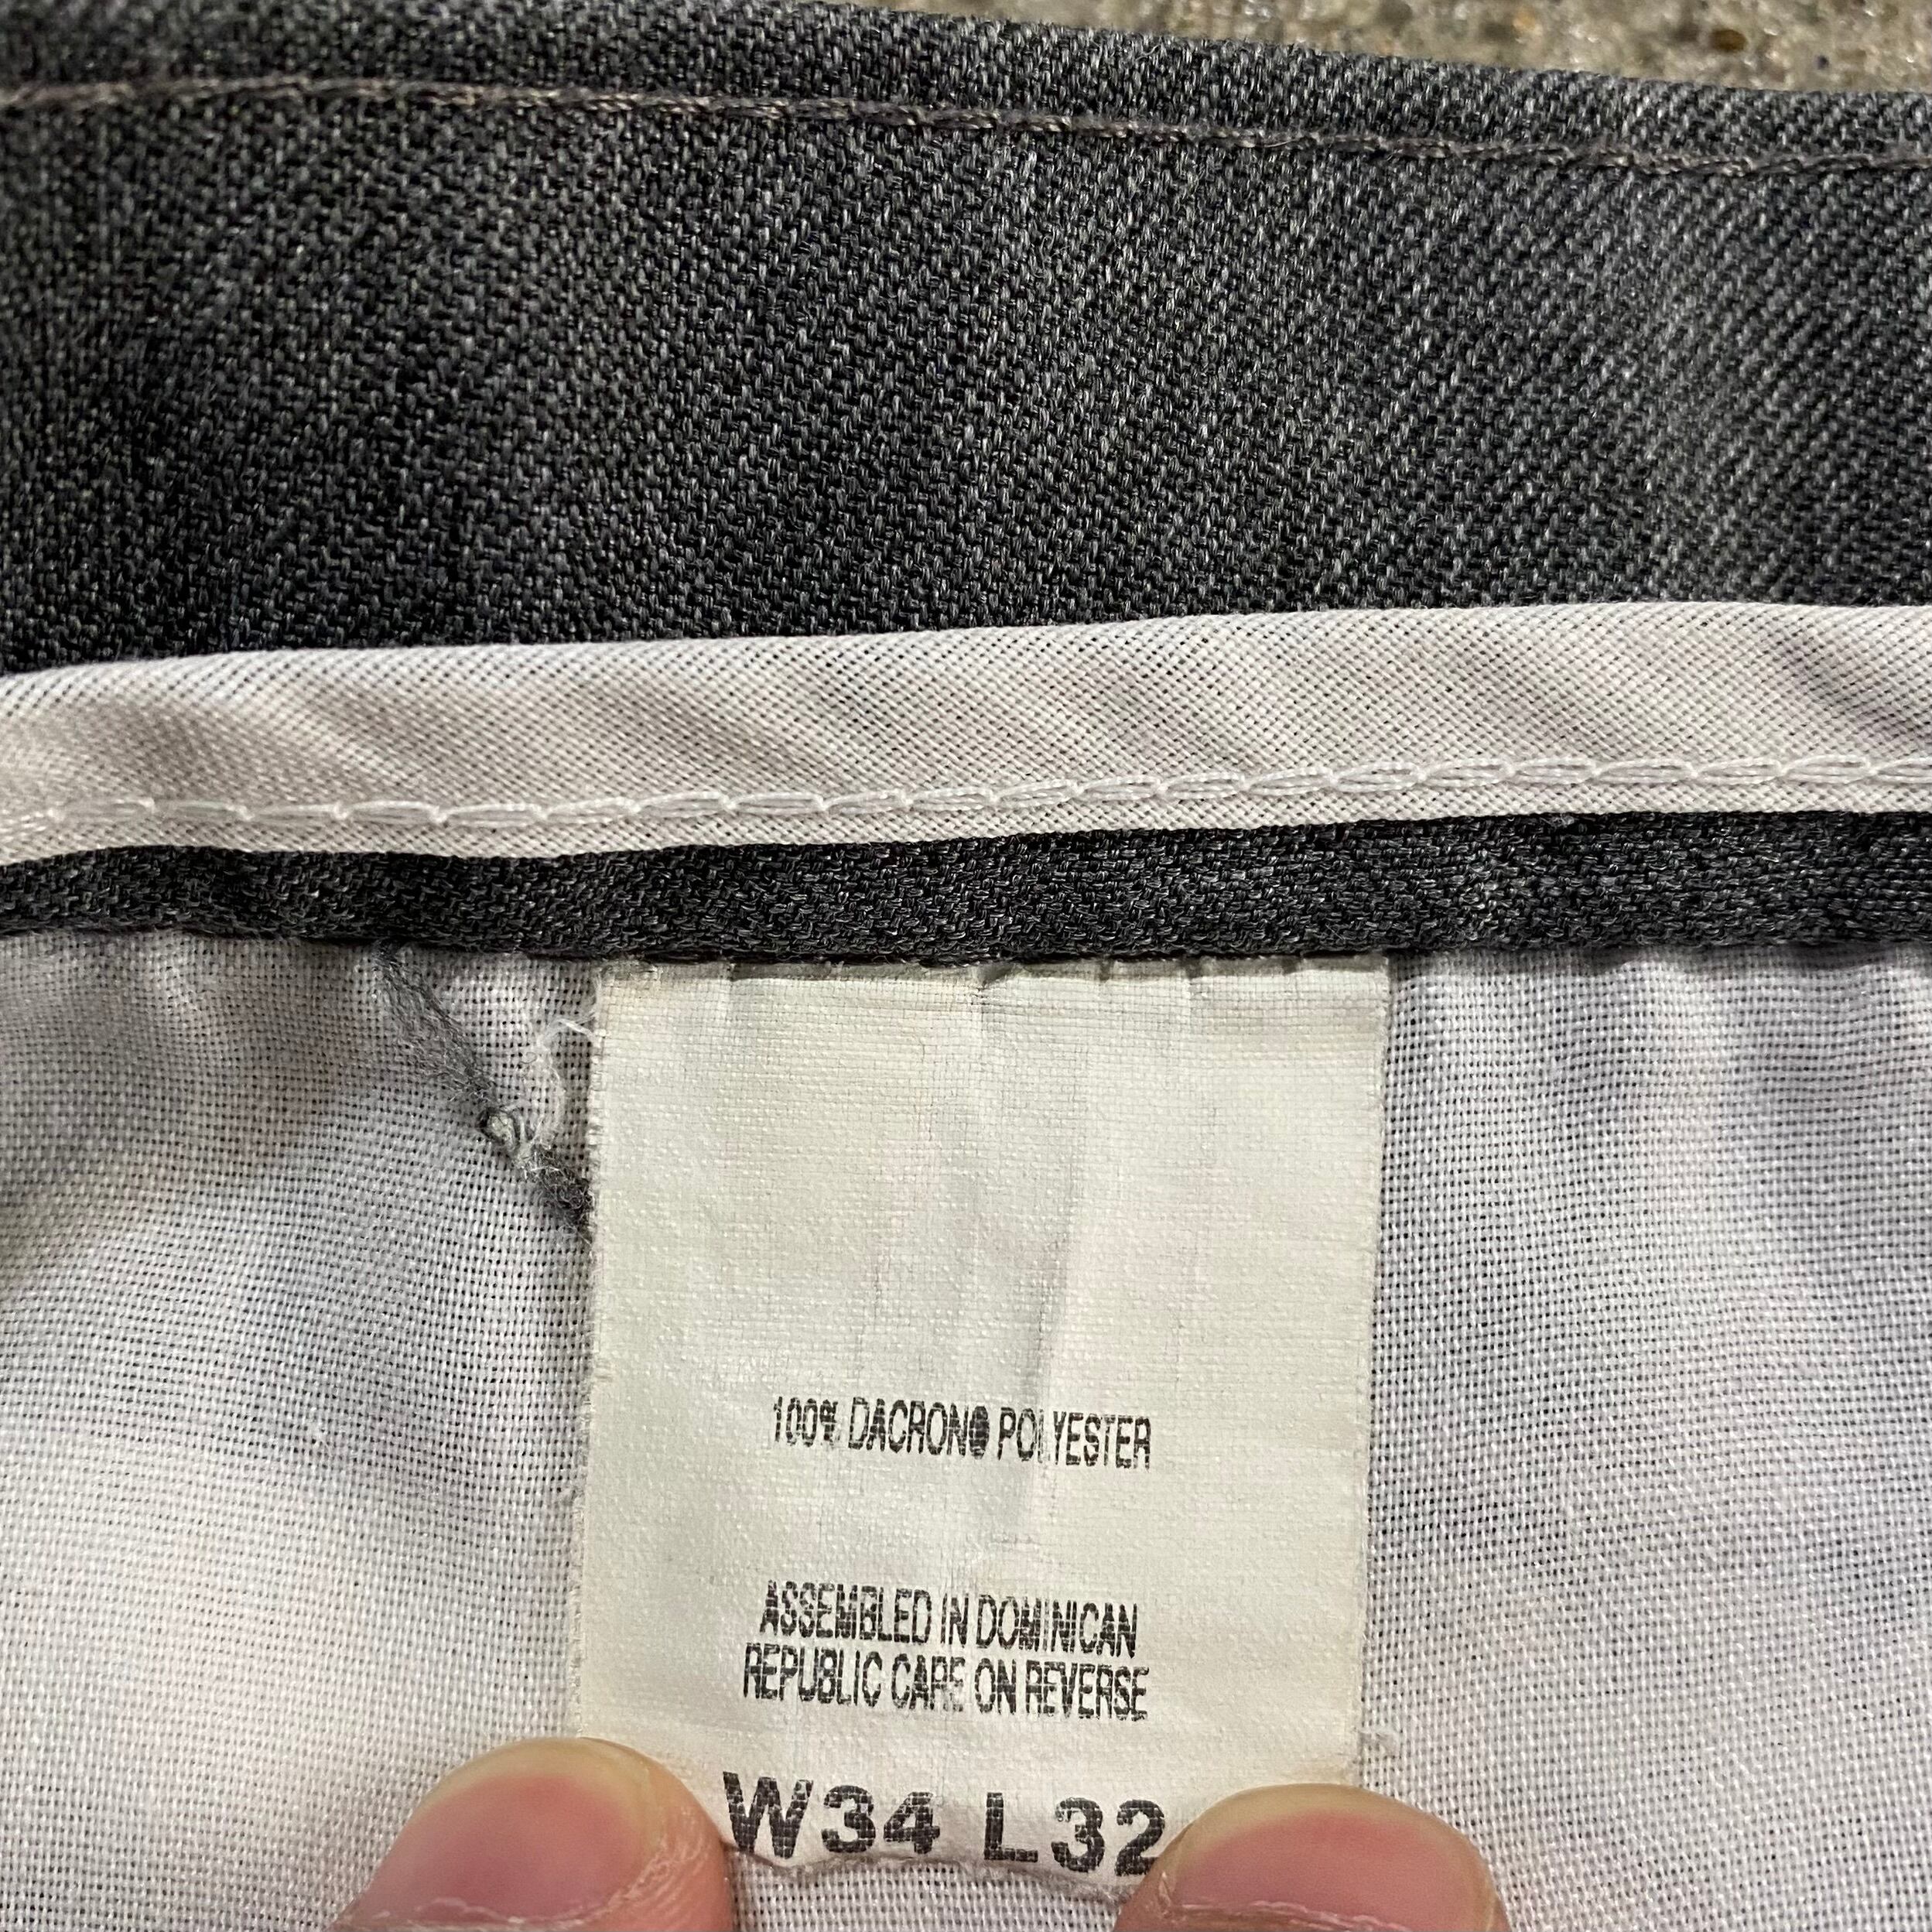 100% DACRON® POLYESTER
ASSEMBLED IN DOMINICAN
REPUBLIC CARE ON REVERSE
W34 L32